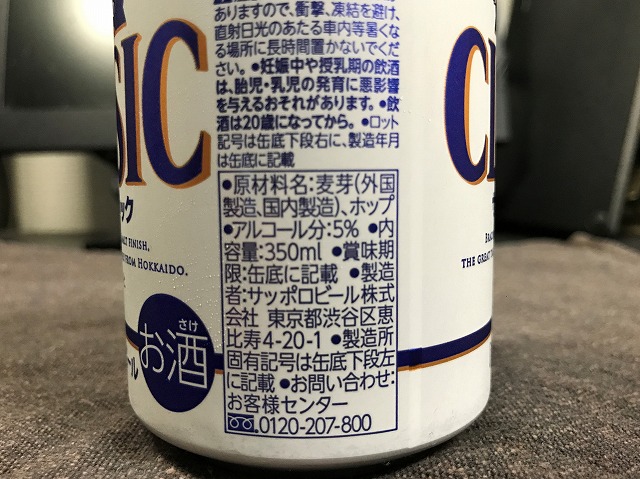 ありますので、衝撃、凍結を避け、
直射日光のあたる車内等暑くな
る場所に長時間置かないでくだ
さい。●妊娠中や授乳期の飲酒
は、胎児・乳児の発育に悪影響
を与えるおそれがあります。●飲
酒は20歳になってから。●ロット
記号は缶底下段右に、製造年月
は缶底に記載
●原材料名:麦芽(外国
製造、国内製造)、ホップ
●アルコール分:5% ●内
容量:350ml ●賞味期
限:缶底に記載 ●製造
者:サッポロビール株式
会社 東京都渋谷区恵
比寿4-20-1 ●製造所
固有記号は缶底下段左
に記載 ●お問い合わせ:
お客様センター
0120-207-800
SIC
ック
FINISH,
FROM HOKKAIDO.
さけ
お酒
ール
CL
THE GREAT